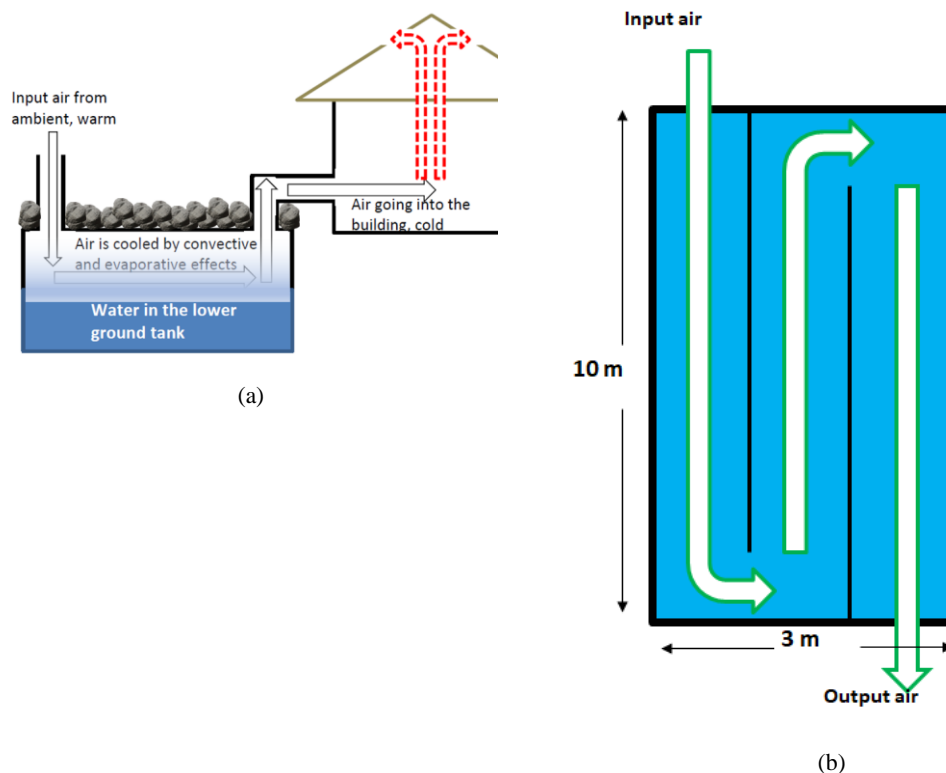 Input air from
ambient, warm
Air going into the
building, cold
Air is cooled by convective
and evaporative effects
Water in the lower
ground tank
(a)
Input air
10 m
3 m
Output air
(b)